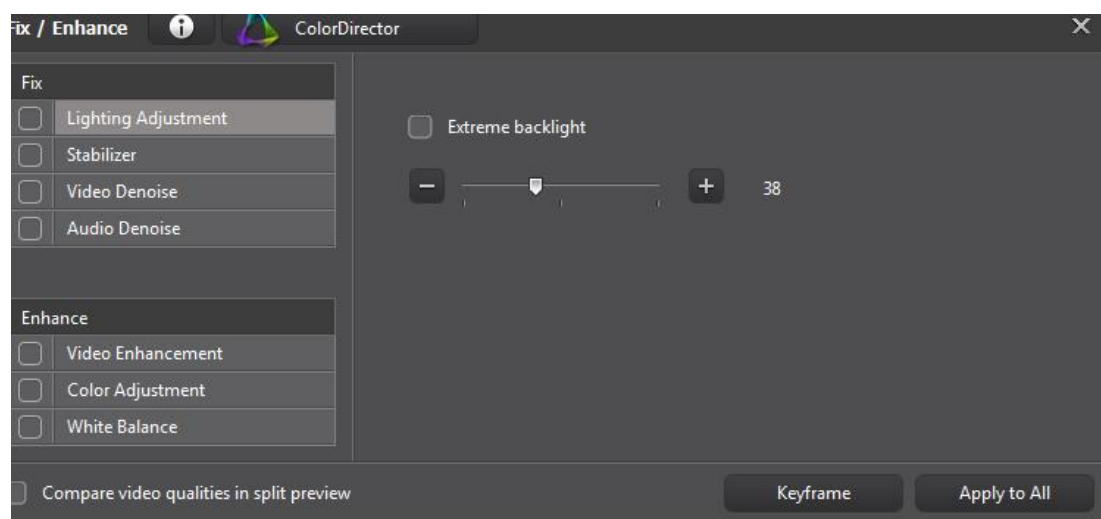 Fix / Enhance
ColorDirector
Fix
Lighting Adjustment
Stabilizer
Video Denoise
Audio Denoise
Extreme backlight
38
Enhance
Video Enhancement
Color Adjustment
White Balance
Compare video qualities in split preview
Keyframe
Apply to All